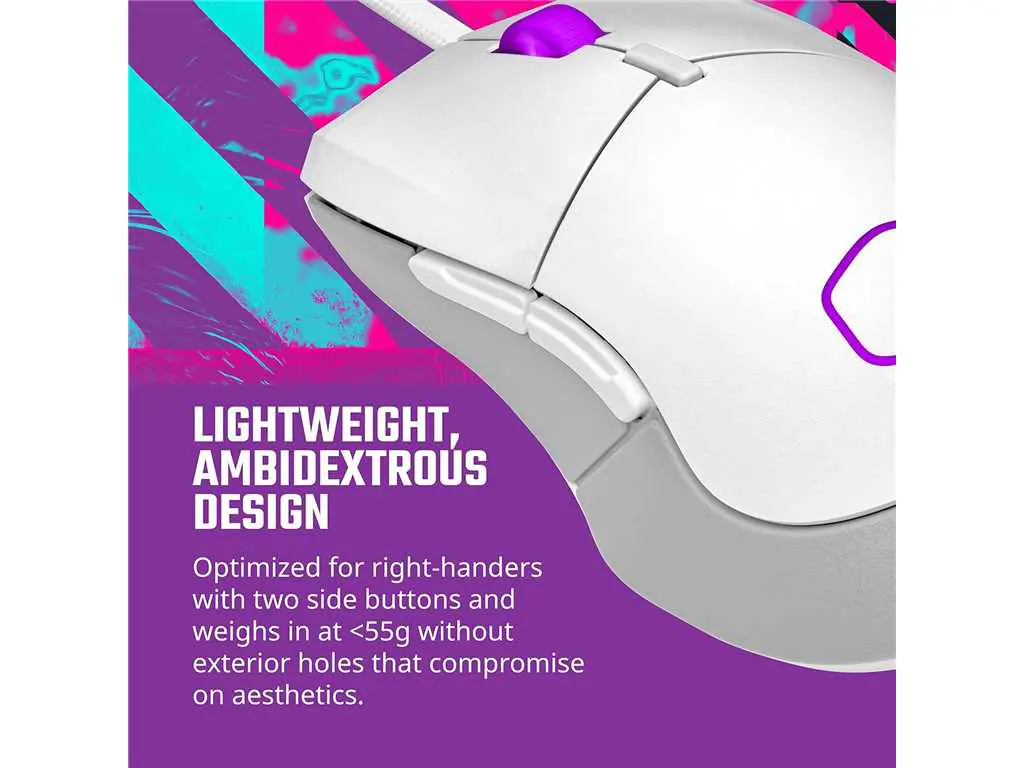 LIGHTWEIGHT,
AMBIDEXTROUS
DESIGN
Optimized for right-handers
with two side buttons and
weighs in at <55g without
exterior holes that compromise
on aesthetics.